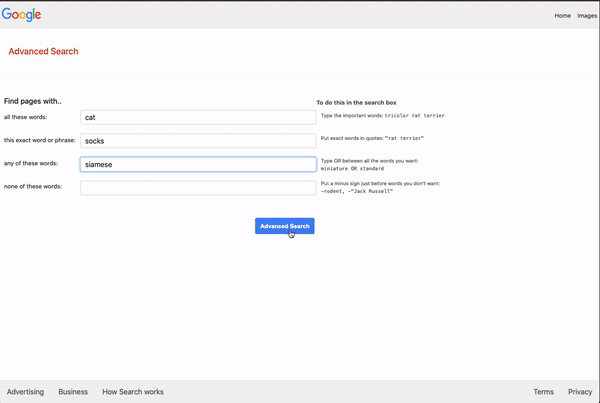 Google
Home Images
Advanced Search
Find pages with..
To do this in the search box
all these words: cat Type the important words: tricolor rat terrier
this exact word or phrase: socks Put exact words in quotes: "rat terrier"
any of these words: siamese Type OR between all the words you want:
miniature OR standard
none of these words: Put a minus sign just before words you don't want:
-rodent, -"Jack Russell"
Advanced Search
Advertising Business How Search works Terms Privacy